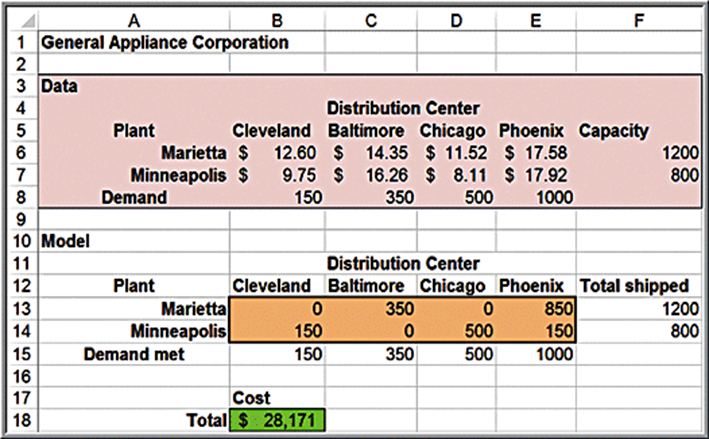 A B C D E F
1 General Appliance Corporation
2
3 Data
4 Distribution Center
5 Plant Cleveland Baltimore Chicago Phoenix Capacity
6 Marietta $ 12.60 $ 14.35 $ 11.52 $ 17.58 1200
7 Minneapolis $ 9.75 $ 16.26 $ 8.11 $ 17.92 800
8 Demand 150 350 500 1000
9
10 Model
11 Distribution Center
12 Plant Cleveland Baltimore Chicago Phoenix Total shipped
13 Marietta 0 350 0 850 1200
14 Minneapolis 150 0 500 150 800
15 Demand met 150 350 500 1000
16
17 Cost
18 Total $ 28,171